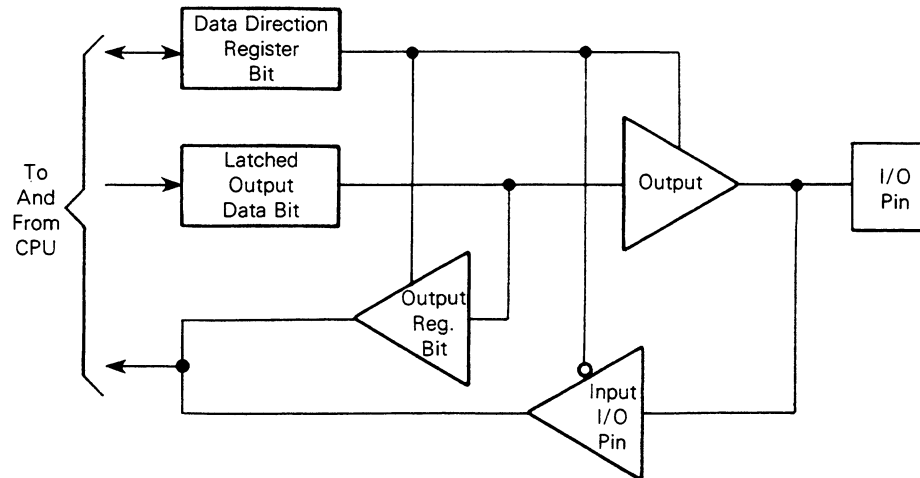 Data Direction
Register
Bit
To
And
From
CPU
Latched
Output
Data Bit
Output
I/O
Pin
Output
Reg.
Bit
Input
I/O
Pin